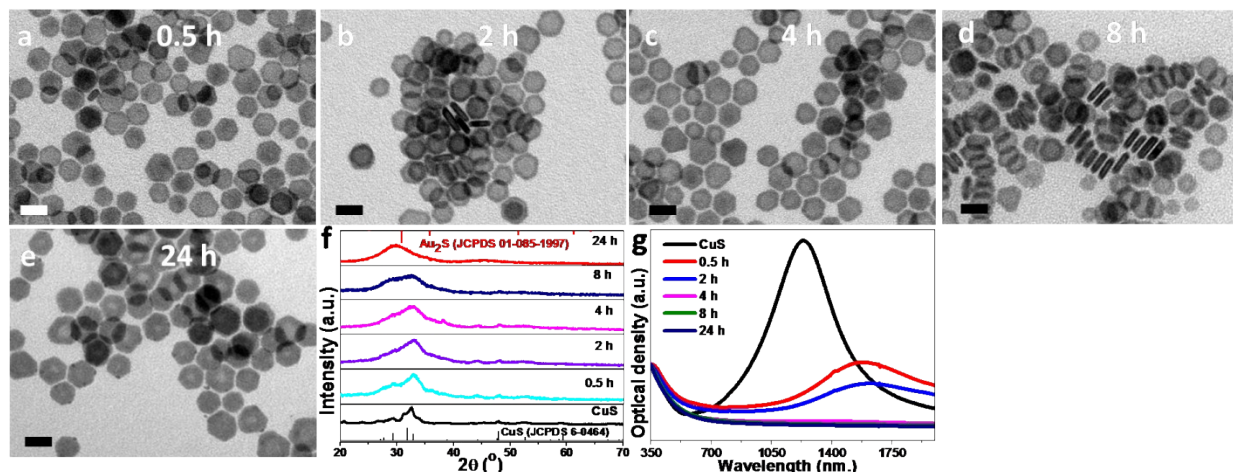 a 0.5 h
b 2 h
c 4 h
d 8 h
e 24 h
f
Au2S (JCPDS 01-085-1997)
24 h
8 h
4 h
2 h
0.5 h
CuS
CuS (JCPDS 6-0464)
Intensity (a.u.)
20 30 40 50 60 70
2θ (°)
g
CuS
0.5 h
2 h
4 h
8 h
24 h
Optical density (a.u.)
350 700 1050 1400 1750
Wavelength (nm.)